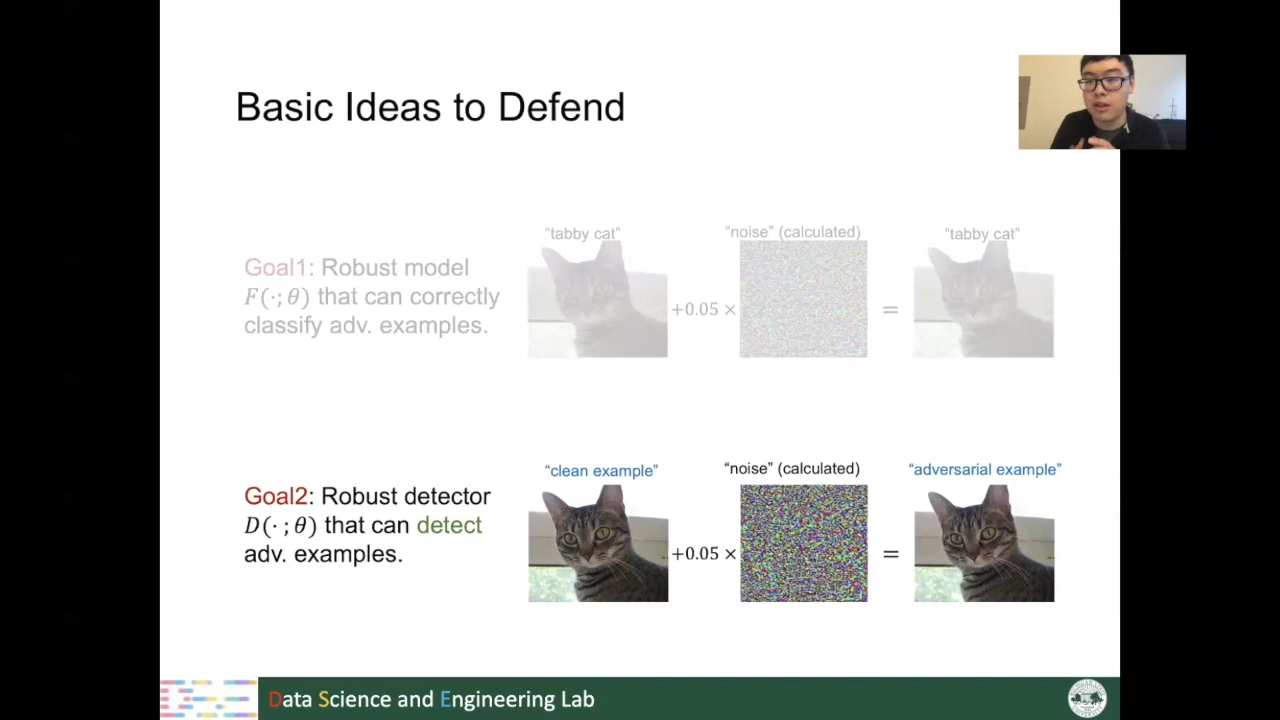 Basic Ideas to Defend
“tabby cat”
“noise” (calculated)
“tabby cat”
Goal1: Robust model
F(·; θ) that can correctly
classify adv. examples.
+0.05 ×
=
“clean example”
“noise” (calculated)
“adversarial example”
Goal2: Robust detector
D(· ; θ) that can detect
adv. examples.
+0.05 ×
=
Data Science and Engineering Lab